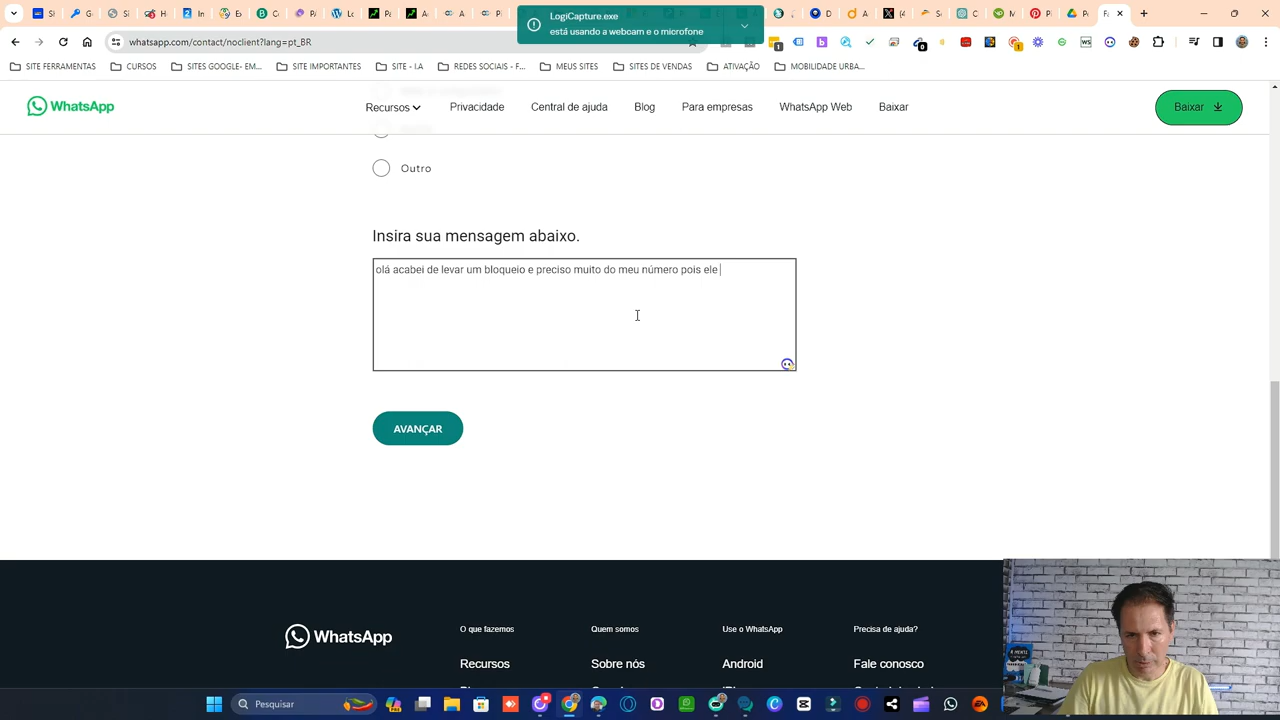 LogiCapture.exe
está usando a webcam e o microfone
whatsapp.com/contact/noclient?lang=pt_BR
SITE FERRAMENTAS
CURSOS
SITES GOOGLE - EM...
SITE IMPORTANTES
SITE - I.A
REDES SOCIAIS - F...
MEUS SITES
SITES DE VENDAS
ATIVAÇÃO
MOBILIDADE URBA...
WhatsApp
Recursos
Privacidade
Central de ajuda
Blog
Para empresas
WhatsApp Web
Baixar
Baixar
Outro
Insira sua mensagem abaixo.
olá acabei de levar um bloqueio e preciso muito do meu número pois ele
AVANÇAR
WhatsApp
O que fazemos
Quem somos
Use o WhatsApp
Precisa de ajuda?
Recursos
Sobre nós
Android
Fale conosco
Pesquisar